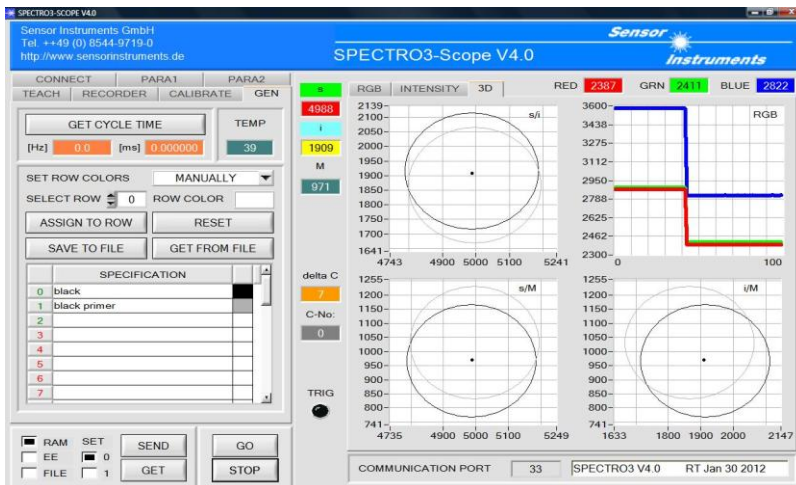 SPECTRO3-SCOPE V4.0
Sensor Instruments GmbH
Tel. ++49 (0) 8544-9719-0
http://www.sensorinstruments.de
SPECTRO3-Scope V4.0
Sensor
Instruments
CONNECT PARA1 PARA2
TEACH RECORDER CALIBRATE GEN
GET CYCLE TIME
TEMP
[Hz] 0.0 [ms] 0.000000 39
SET ROW COLORS MANUALLY
SELECT ROW 0 ROW COLOR
ASSIGN TO ROW RESET
SAVE TO FILE GET FROM FILE
SPECIFICATION
0 black
1 black primer
2
3
4
5
6
7
RAM SET
EE 0
FILE 1
SEND
GET
GO
STOP
s
4988
i
1909
M
971
delta C
7
C-No:
0
TRIG
RGB INTENSITY 3D
RED 2387 GRN 2411 BLUE 2822
s/i
2139
2100
2050
2000
1950
1900
1850
1800
1750
1700
1641
4743 4900 5000 5100 5241
RGB
3600
3438
3275
3112
2950
2788
2625
2462
2300
0 100
s/M
1255
1200
1150
1100
1050
1000
950
900
850
800
741
4735 4900 5000 5100 5249
i/M
1255
1200
1150
1100
1050
1000
950
900
850
800
741
1633 1800 1900 2000 2147
COMMUNICATION PORT 33 SPECTRO3 V4.0 RT Jan 30 2012